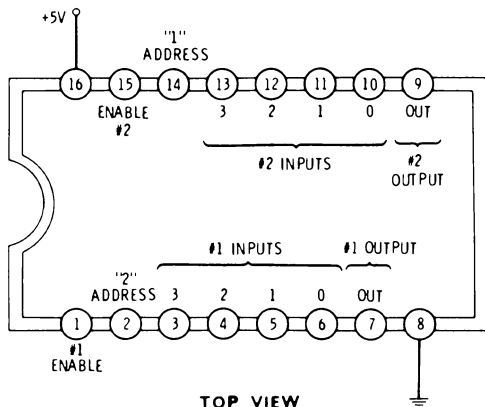 +5V
"1"
ADDRESS
16 15 14 13 12 11 10 9
ENABLE
#2
3 2 1 0 OUT
#2 INPUTS
#2
OUTPUT
#1 INPUTS #1 OUTPUT
"2"
ADDRESS 3 2 1 0 OUT
1 2 3 4 5 6 7 8
#1
ENABLE
TOP VIEW